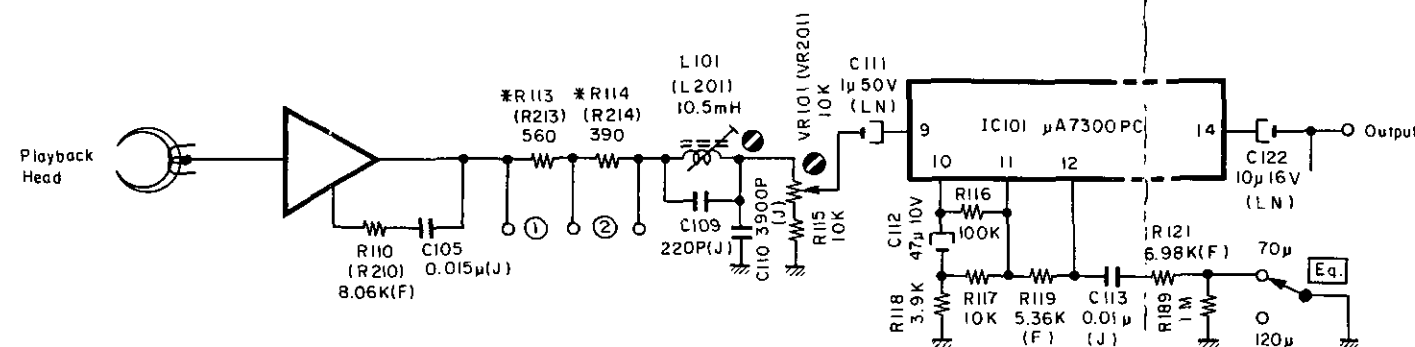 Playback
Head
R110
(R210)
8.06K(F)
C105
0.015μ(J)
*R113
(R213)
560
*R114
(R214)
390
①
②
L101
(L201)
10.5mH
C109
220P(J)
C110 3900P
(J)
VR101 (VR201)
10K
R115
10K
C111
1μ 50V
(LN)
9
IC101 μA7300PC
14
10
11
12
C112
47μ 10V
R116
100K
R118
3.9K
R117
10K
R119
5.36K
(F)
C113
0.01μ
(J)
R121
6.98K(F)
R189
1M
70μ
120μ
Eq.
C122
10μ 16V
(LN)
Output